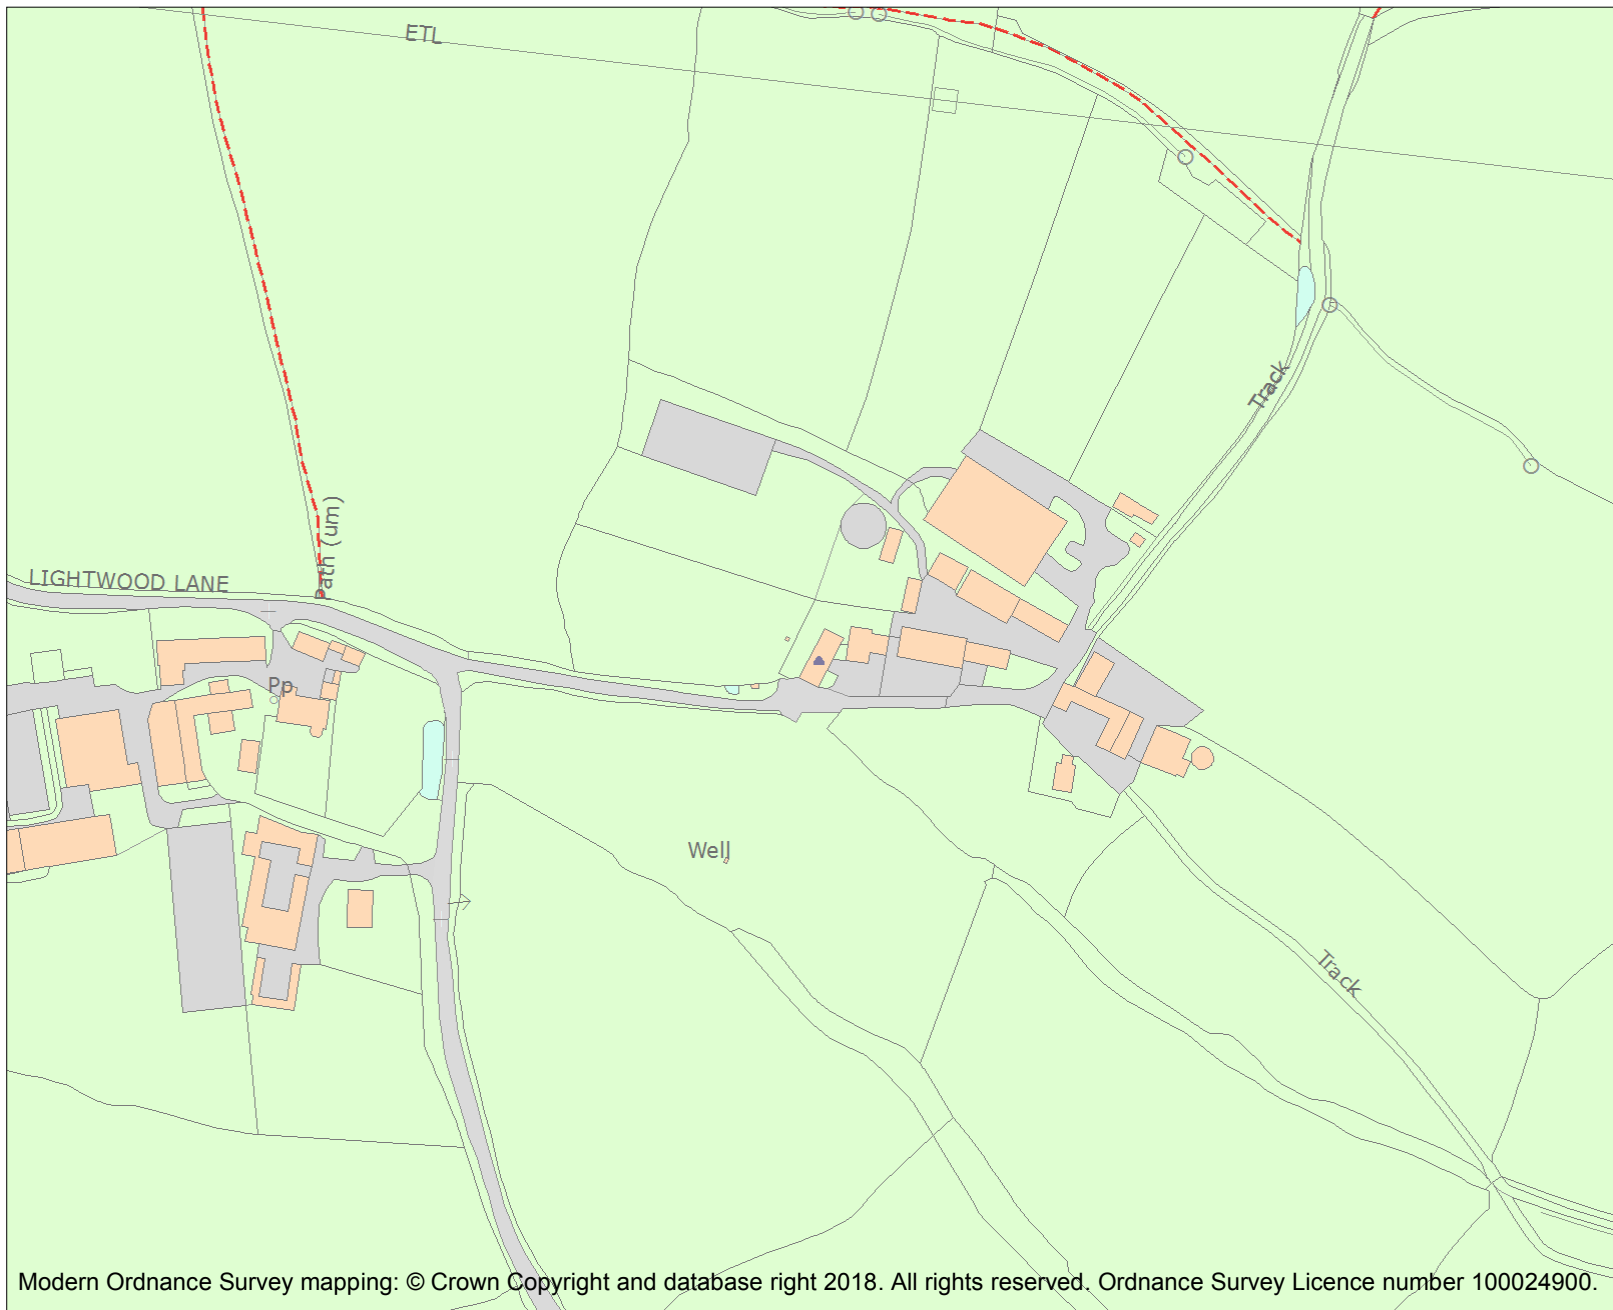 ETL
Track
Path (um)
LIGHTWOOD LANE
Pp
Well
Track
Modern Ordnance Survey mapping: © Crown Copyright and database right 2018. All rights reserved. Ordnance Survey Licence number 100024900.